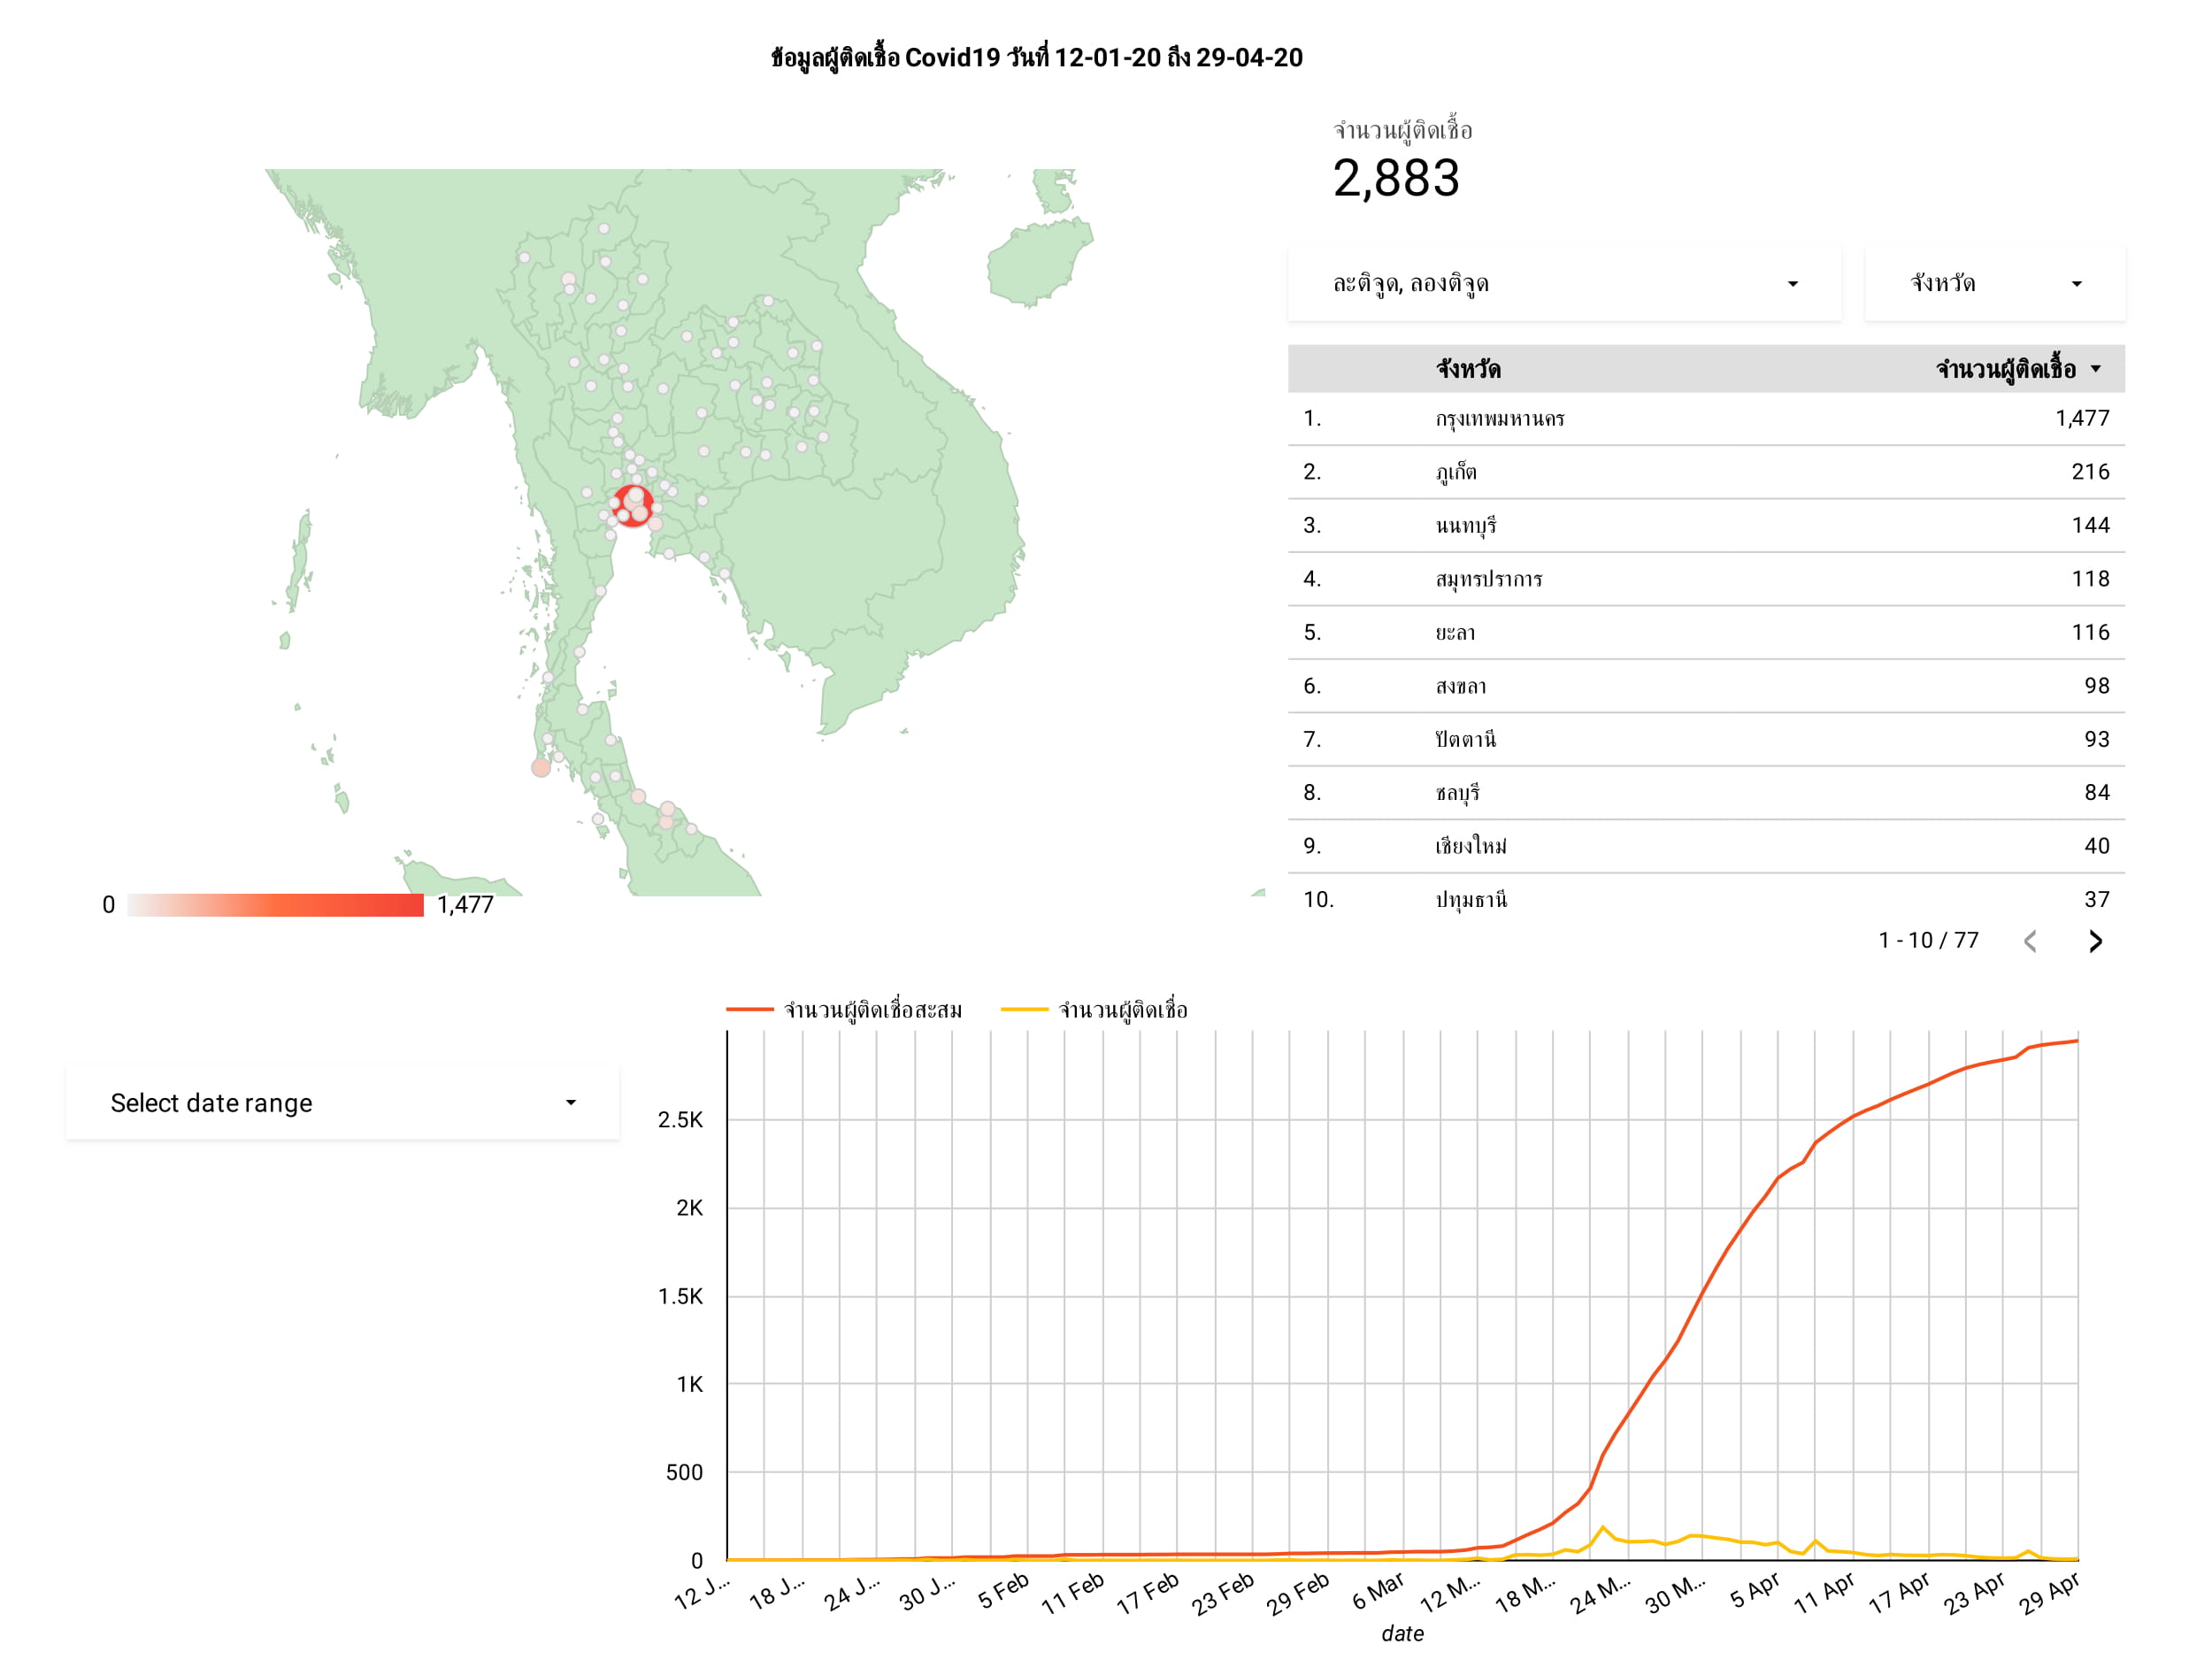 ข้อมูลผู้ติดเชื้อ Covid19 วันที่ 12-01-20 ถึง 29-04-20
จำนวนผู้ติดเชื้อ
2,883
ละติจูด, ลองติจูด
จังหวัด
จังหวัด จำนวนผู้ติดเชื้อ
1. กรุงเทพมหานคร 1,477
2. ภูเก็ต 216
3. นนทบุรี 144
4. สมุทรปราการ 118
5. ยะลา 116
6. สงขลา 98
7. ปัตตานี 93
8. ชลบุรี 84
9. เชียงใหม่ 40
10. ปทุมธานี 37
1 - 10 / 77
0 1,477
จำนวนผู้ติดเชื่อสะสม จำนวนผู้ติดเชื่อ
Select date range
2.5K
2K
1.5K
1K
500
0
12 J... 18 J... 24 J... 30 J... 5 Feb 11 Feb 17 Feb 23 Feb 29 Feb 6 Mar 12 M... 18 M... 24 M... 30 M... 5 Apr 11 Apr 17 Apr 23 Apr 29 Apr
date